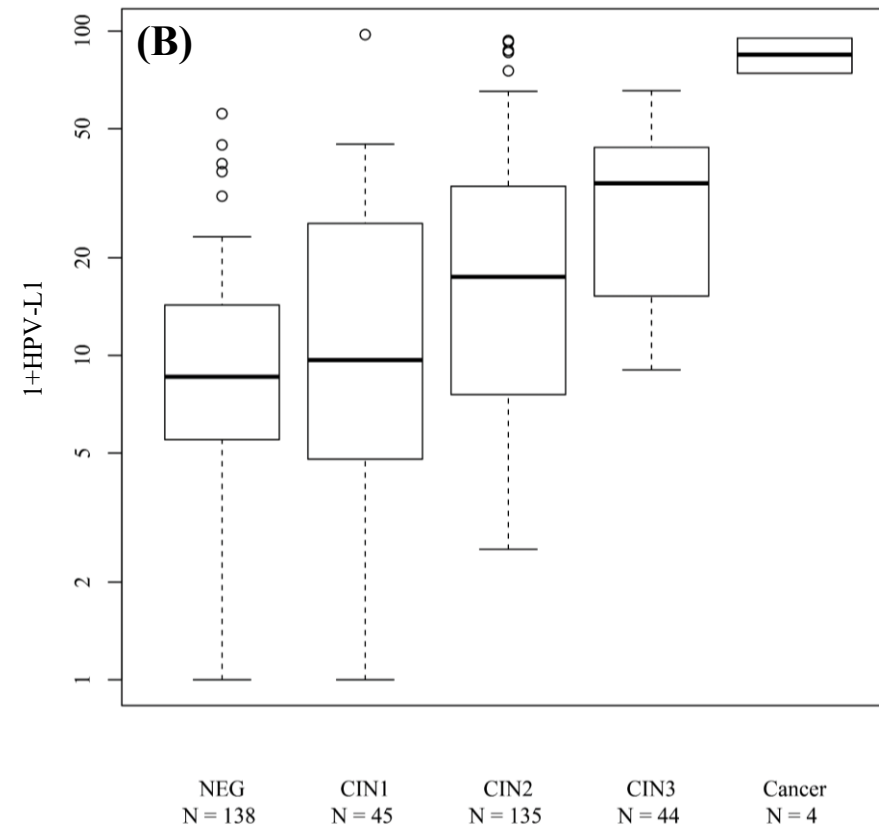 (B)
100
50
20
10
5
2
1
1+HPV-L1
NEG CIN1 CIN2 CIN3 Cancer
N = 138 N = 45 N = 135 N = 44 N = 4